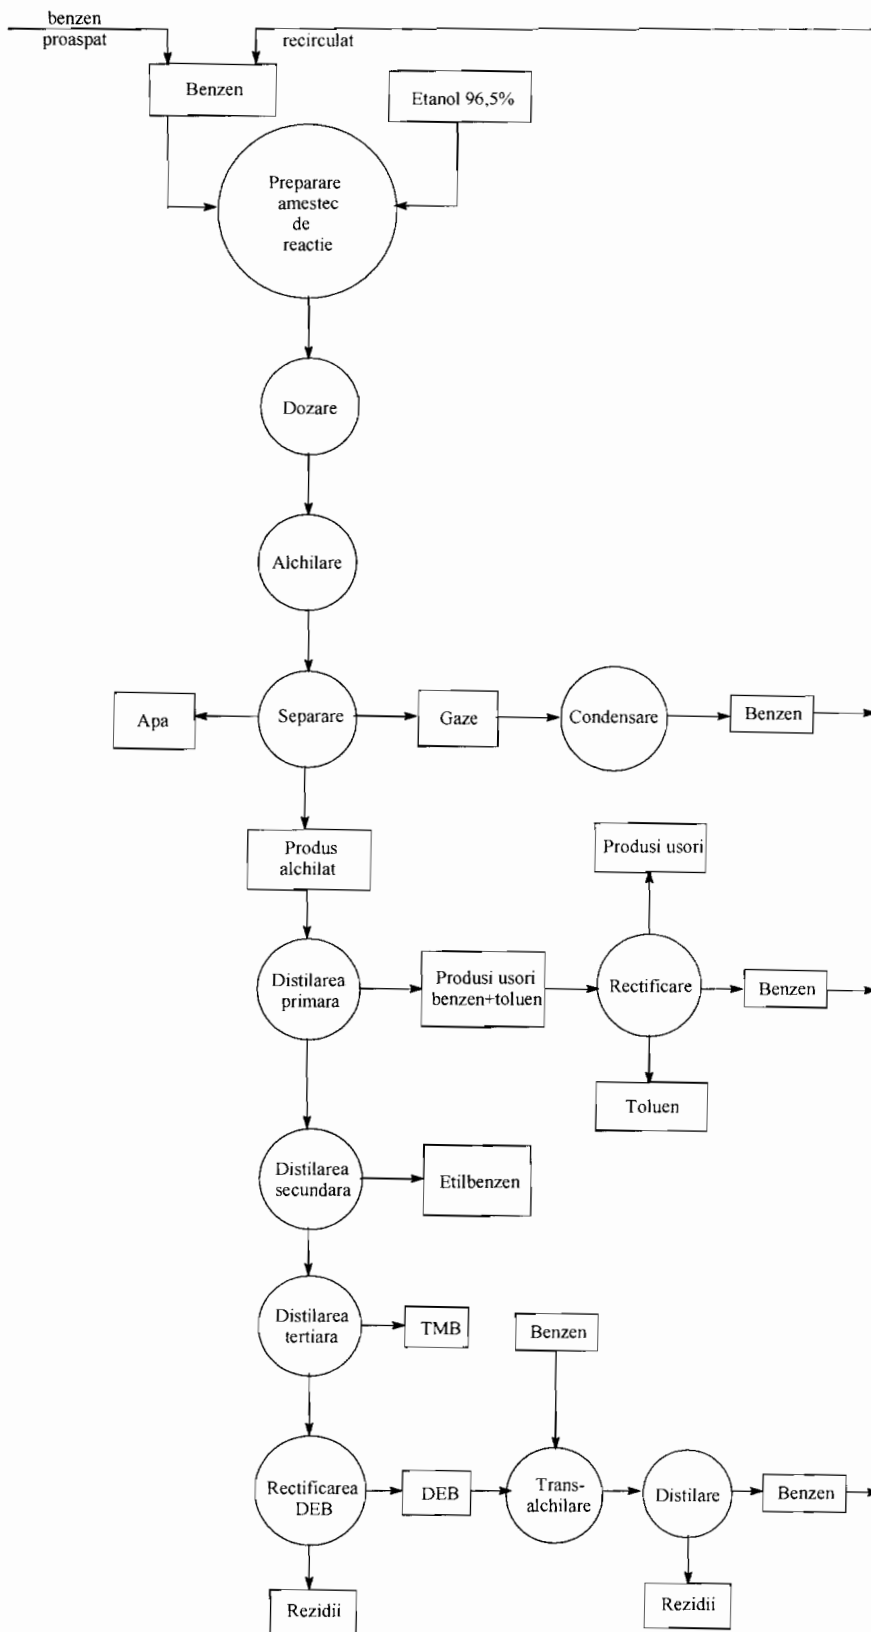 benzen
proaspat
recirculat
Benzen
Etanol 96,5%
Preparare
amestec
de
reactie
Dozare
Alchilare
Apa
Separare
Gaze
Condensare
Benzen
Produs
alchilat
Produsi usori
Distilarea
primara
Produsi usori
benzen+toluen
Rectificare
Benzen
Toluen
Distilarea
secundara
Etilbenzen
Distilarea
tertiara
TMB
Benzen
Rectificarea
DEB
DEB
Trans-
alchilare
Distilare
Benzen
Rezidii
Rezidii